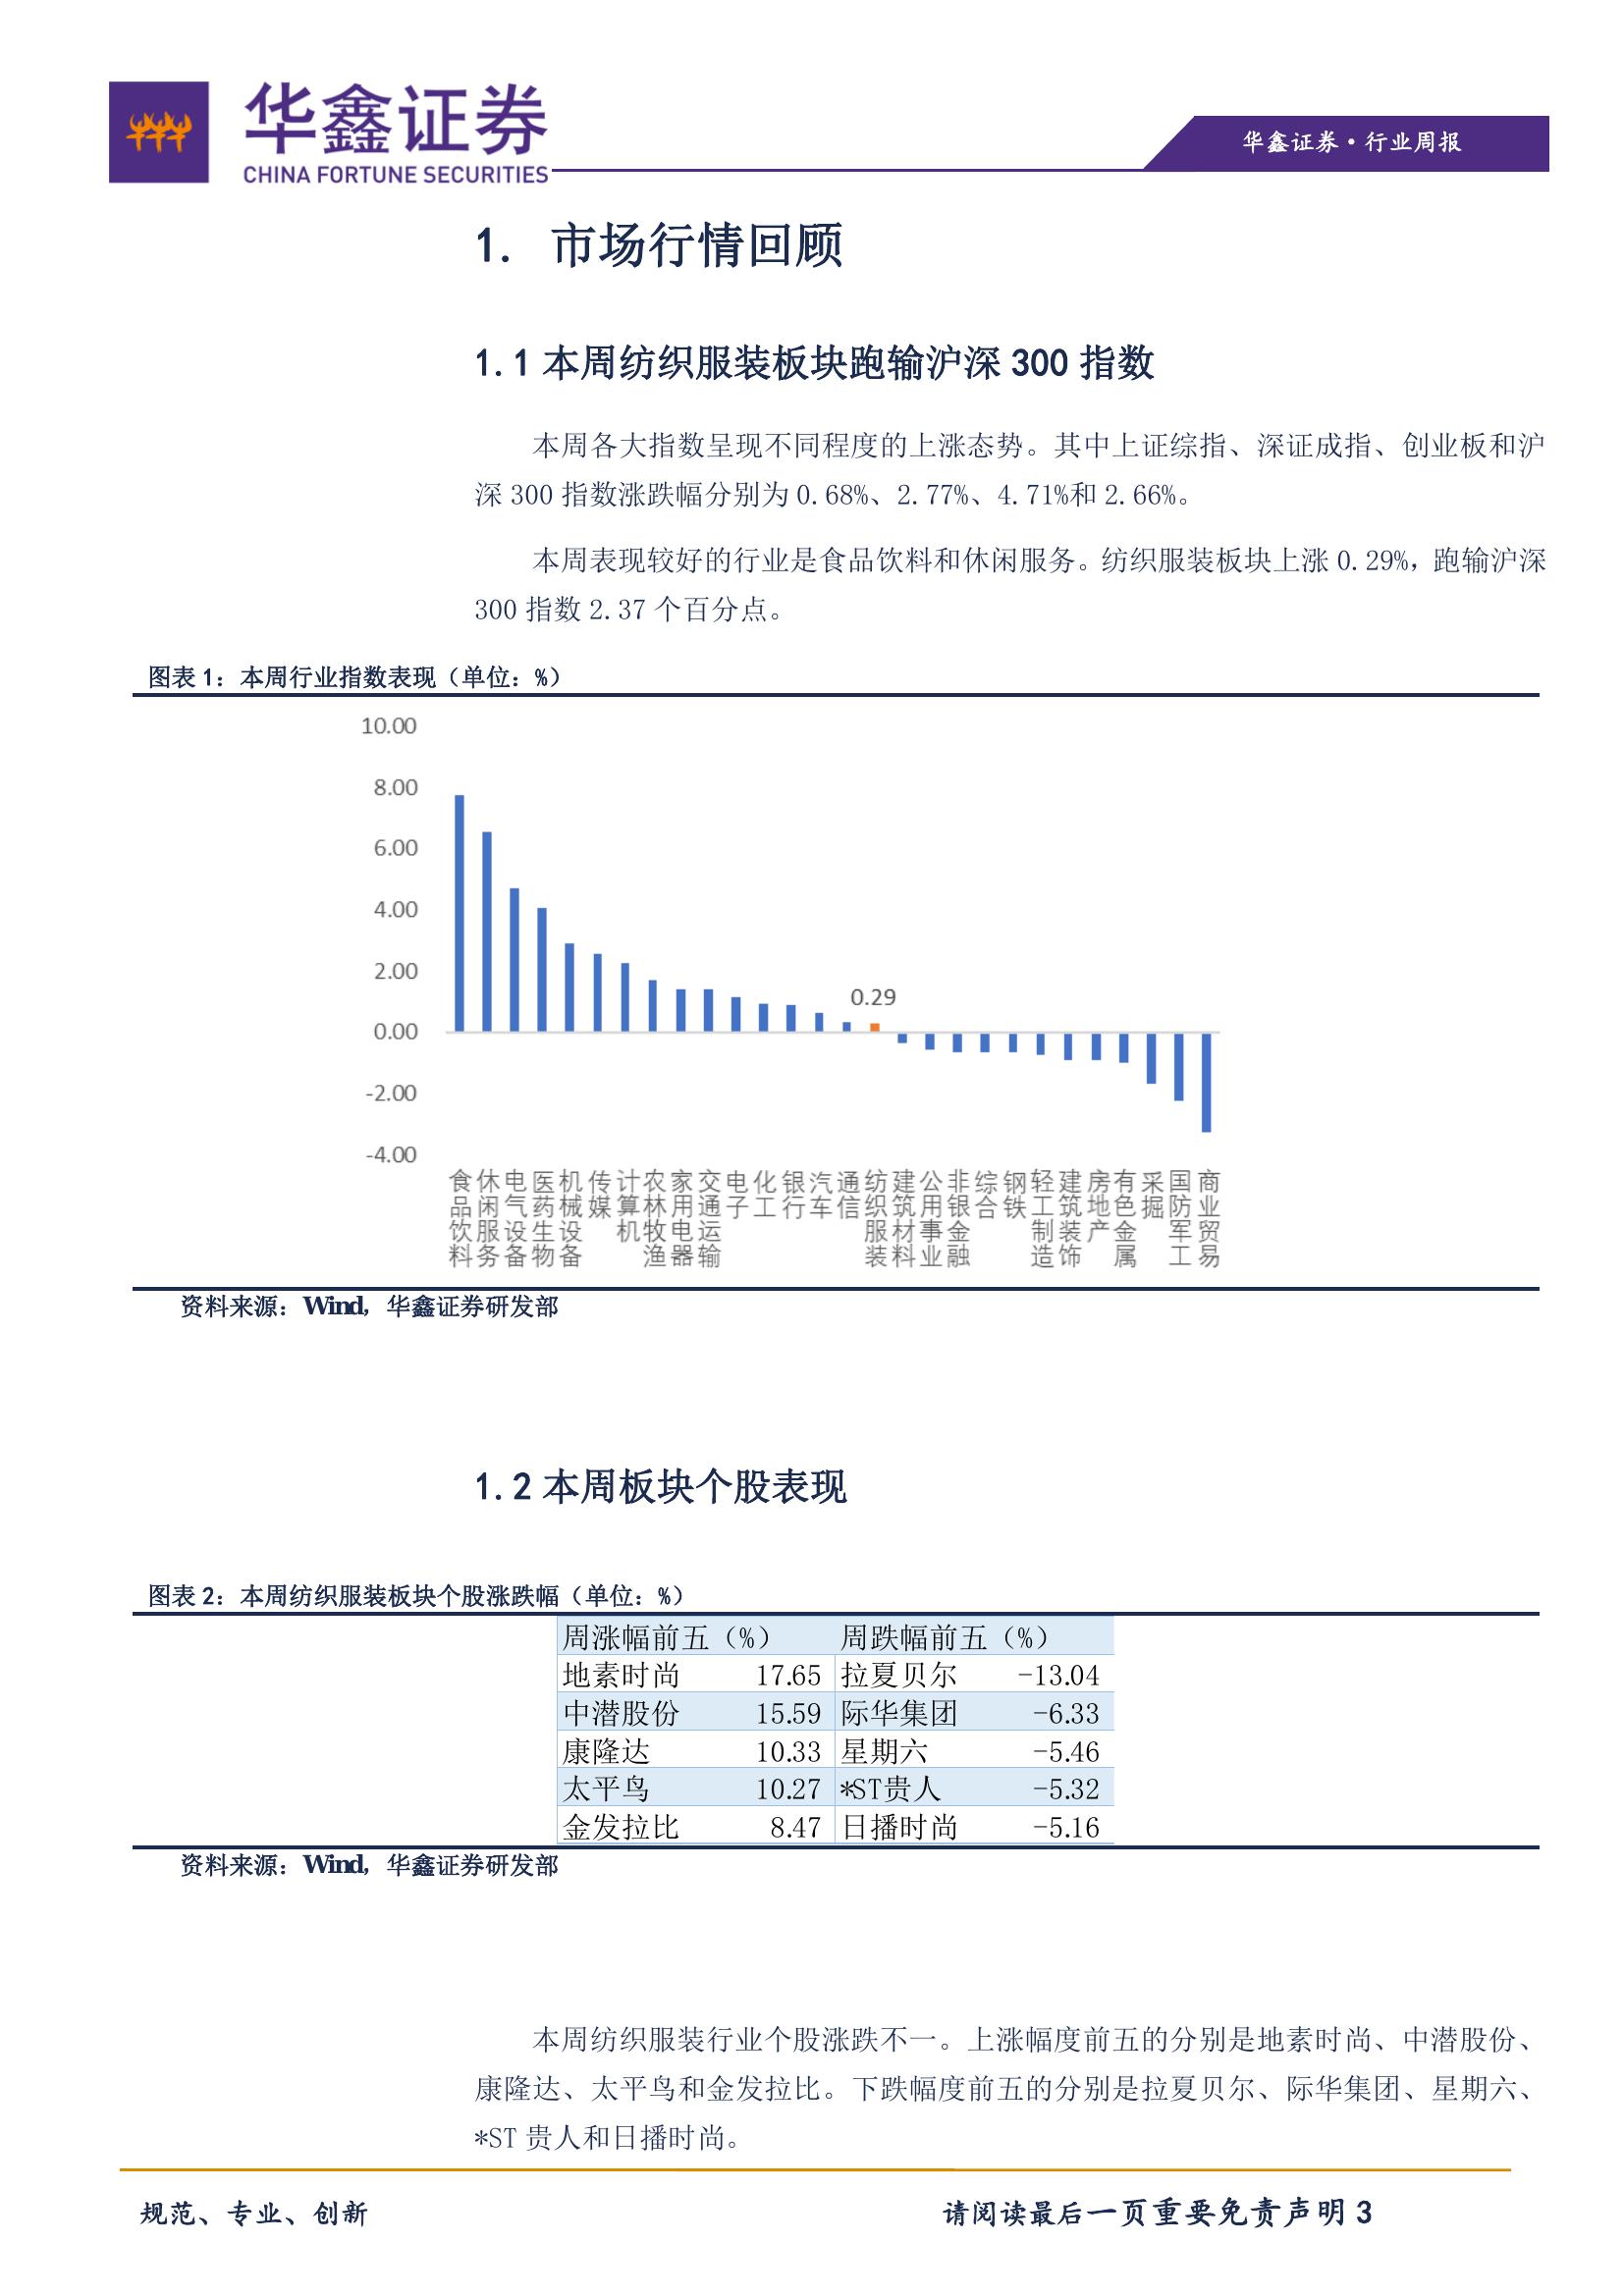 华鑫证券
CHINA FORTUNE SECURITIES
华鑫证券·行业周报
1. 市场行情回顾
1.1 本周纺织服装板块跑输沪深 300 指数
本周各大指数呈现不同程度的上涨态势。其中上证综指、深证成指、创业板和沪
深 300 指数涨跌幅分别为 0.68%、2.77%、4.71%和 2.66%。
本周表现较好的行业是食品饮料和休闲服务。纺织服装板块上涨 0.29%，跑输沪深
300 指数 2.37 个百分点。
图表 1：本周行业指数表现（单位：%）
10.00
8.00
6.00
4.00
2.00
0.00
-2.00
-4.00
0.29
食品饮料
休闲服务
电气设备
医药生物
机械设备
传媒
计算机
农林牧渔
家用电器
交通运输
电子
化工
银行
汽车
通信
纺织服装
建筑材料
公用事业
非银金融
综合
钢铁
轻工制造
建筑装饰
房地产
有色金属
采掘
国防军工
商业贸易
资料来源：Wind，华鑫证券研发部
1.2 本周板块个股表现
图表 2：本周纺织服装板块个股涨跌幅（单位：%）
周涨幅前五（%） 周跌幅前五（%）
地素时尚 17.65 拉夏贝尔 -13.04
中潜股份 15.59 际华集团 -6.33
康隆达 10.33 星期六 -5.46
太平鸟 10.27 *ST贵人 -5.32
金发拉比 8.47 日播时尚 -5.16
资料来源：Wind，华鑫证券研发部
本周纺织服装行业个股涨跌不一。上涨幅度前五的分别是地素时尚、中潜股份、
康隆达、太平鸟和金发拉比。下跌幅度前五的分别是拉夏贝尔、际华集团、星期六、
*ST 贵人和日播时尚。
规范、专业、创新 请阅读最后一页重要免责声明 3